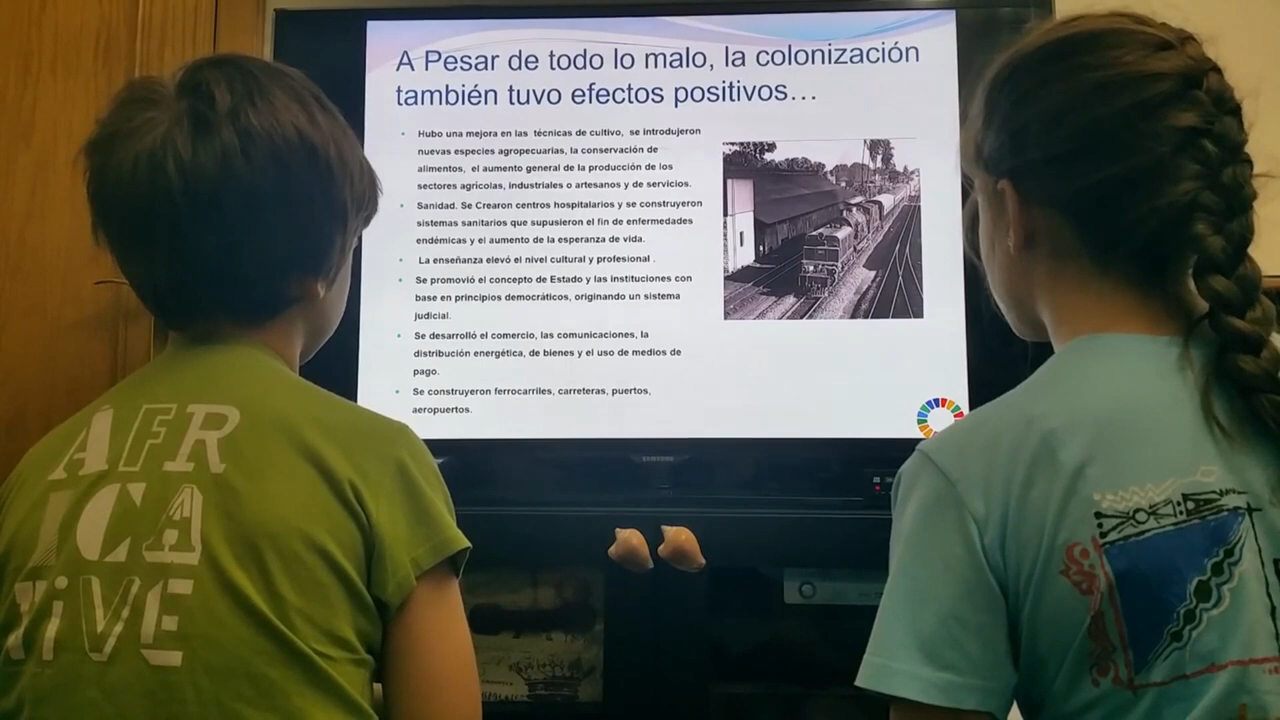 A Pesar de todo lo malo, la colonización
también tuvo efectos positivos…
• Hubo una mejora en las técnicas de cultivo, se introdujeron
nuevas especies agropecuarias, la conservación de
alimentos, el aumento general de la producción de los
sectores agrícolas, industriales o artesanos y de servicios.
• Sanidad. Se Crearon centros hospitalarios y se construyeron
sistemas sanitarios que supusieron el fin de enfermedades
endémicas y el aumento de la esperanza de vida.
• La enseñanza elevó el nivel cultural y profesional .
• Se promovió el concepto de Estado y las instituciones con
base en principios democráticos, originando un sistema
judicial.
• Se desarrolló el comercio, las comunicaciones, la
distribución energética, de bienes y el uso de medios de
pago.
• Se construyeron ferrocarriles, carreteras, puertos,
aeropuertos.
SAMSUNG
AFR
ICA
TiVE